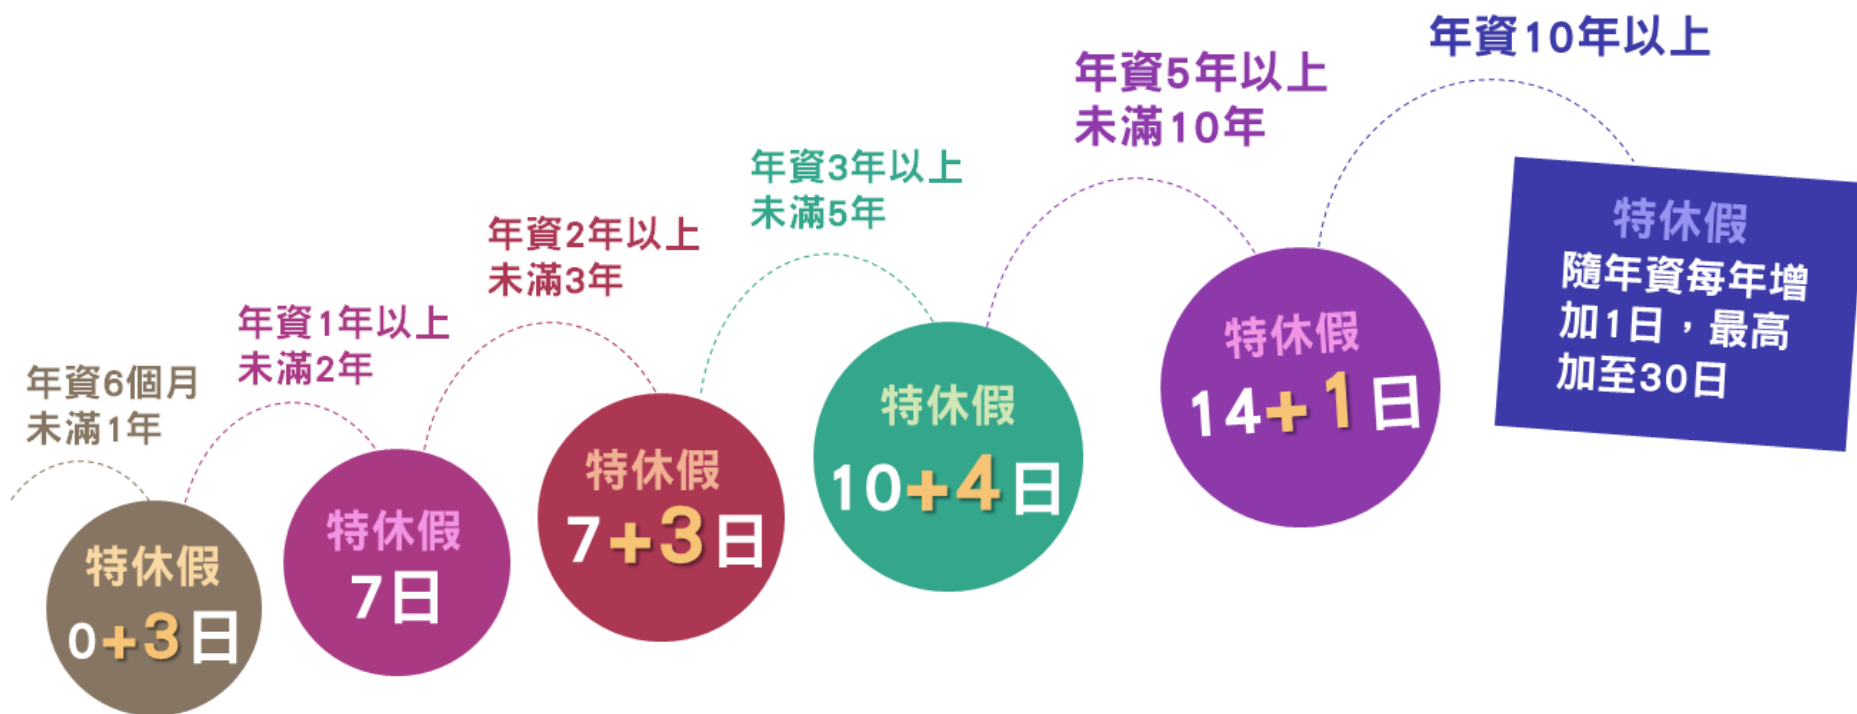 年資6個月
未滿1年
特休假
0+3日
年資1年以上
未滿2年
特休假
7日
年資2年以上
未滿3年
特休假
7+3日
年資3年以上
未滿5年
特休假
10+4日
年資5年以上
未滿10年
特休假
14+1日
年資10年以上
特休假
隨年資每年增
加1日，最高
加至30日